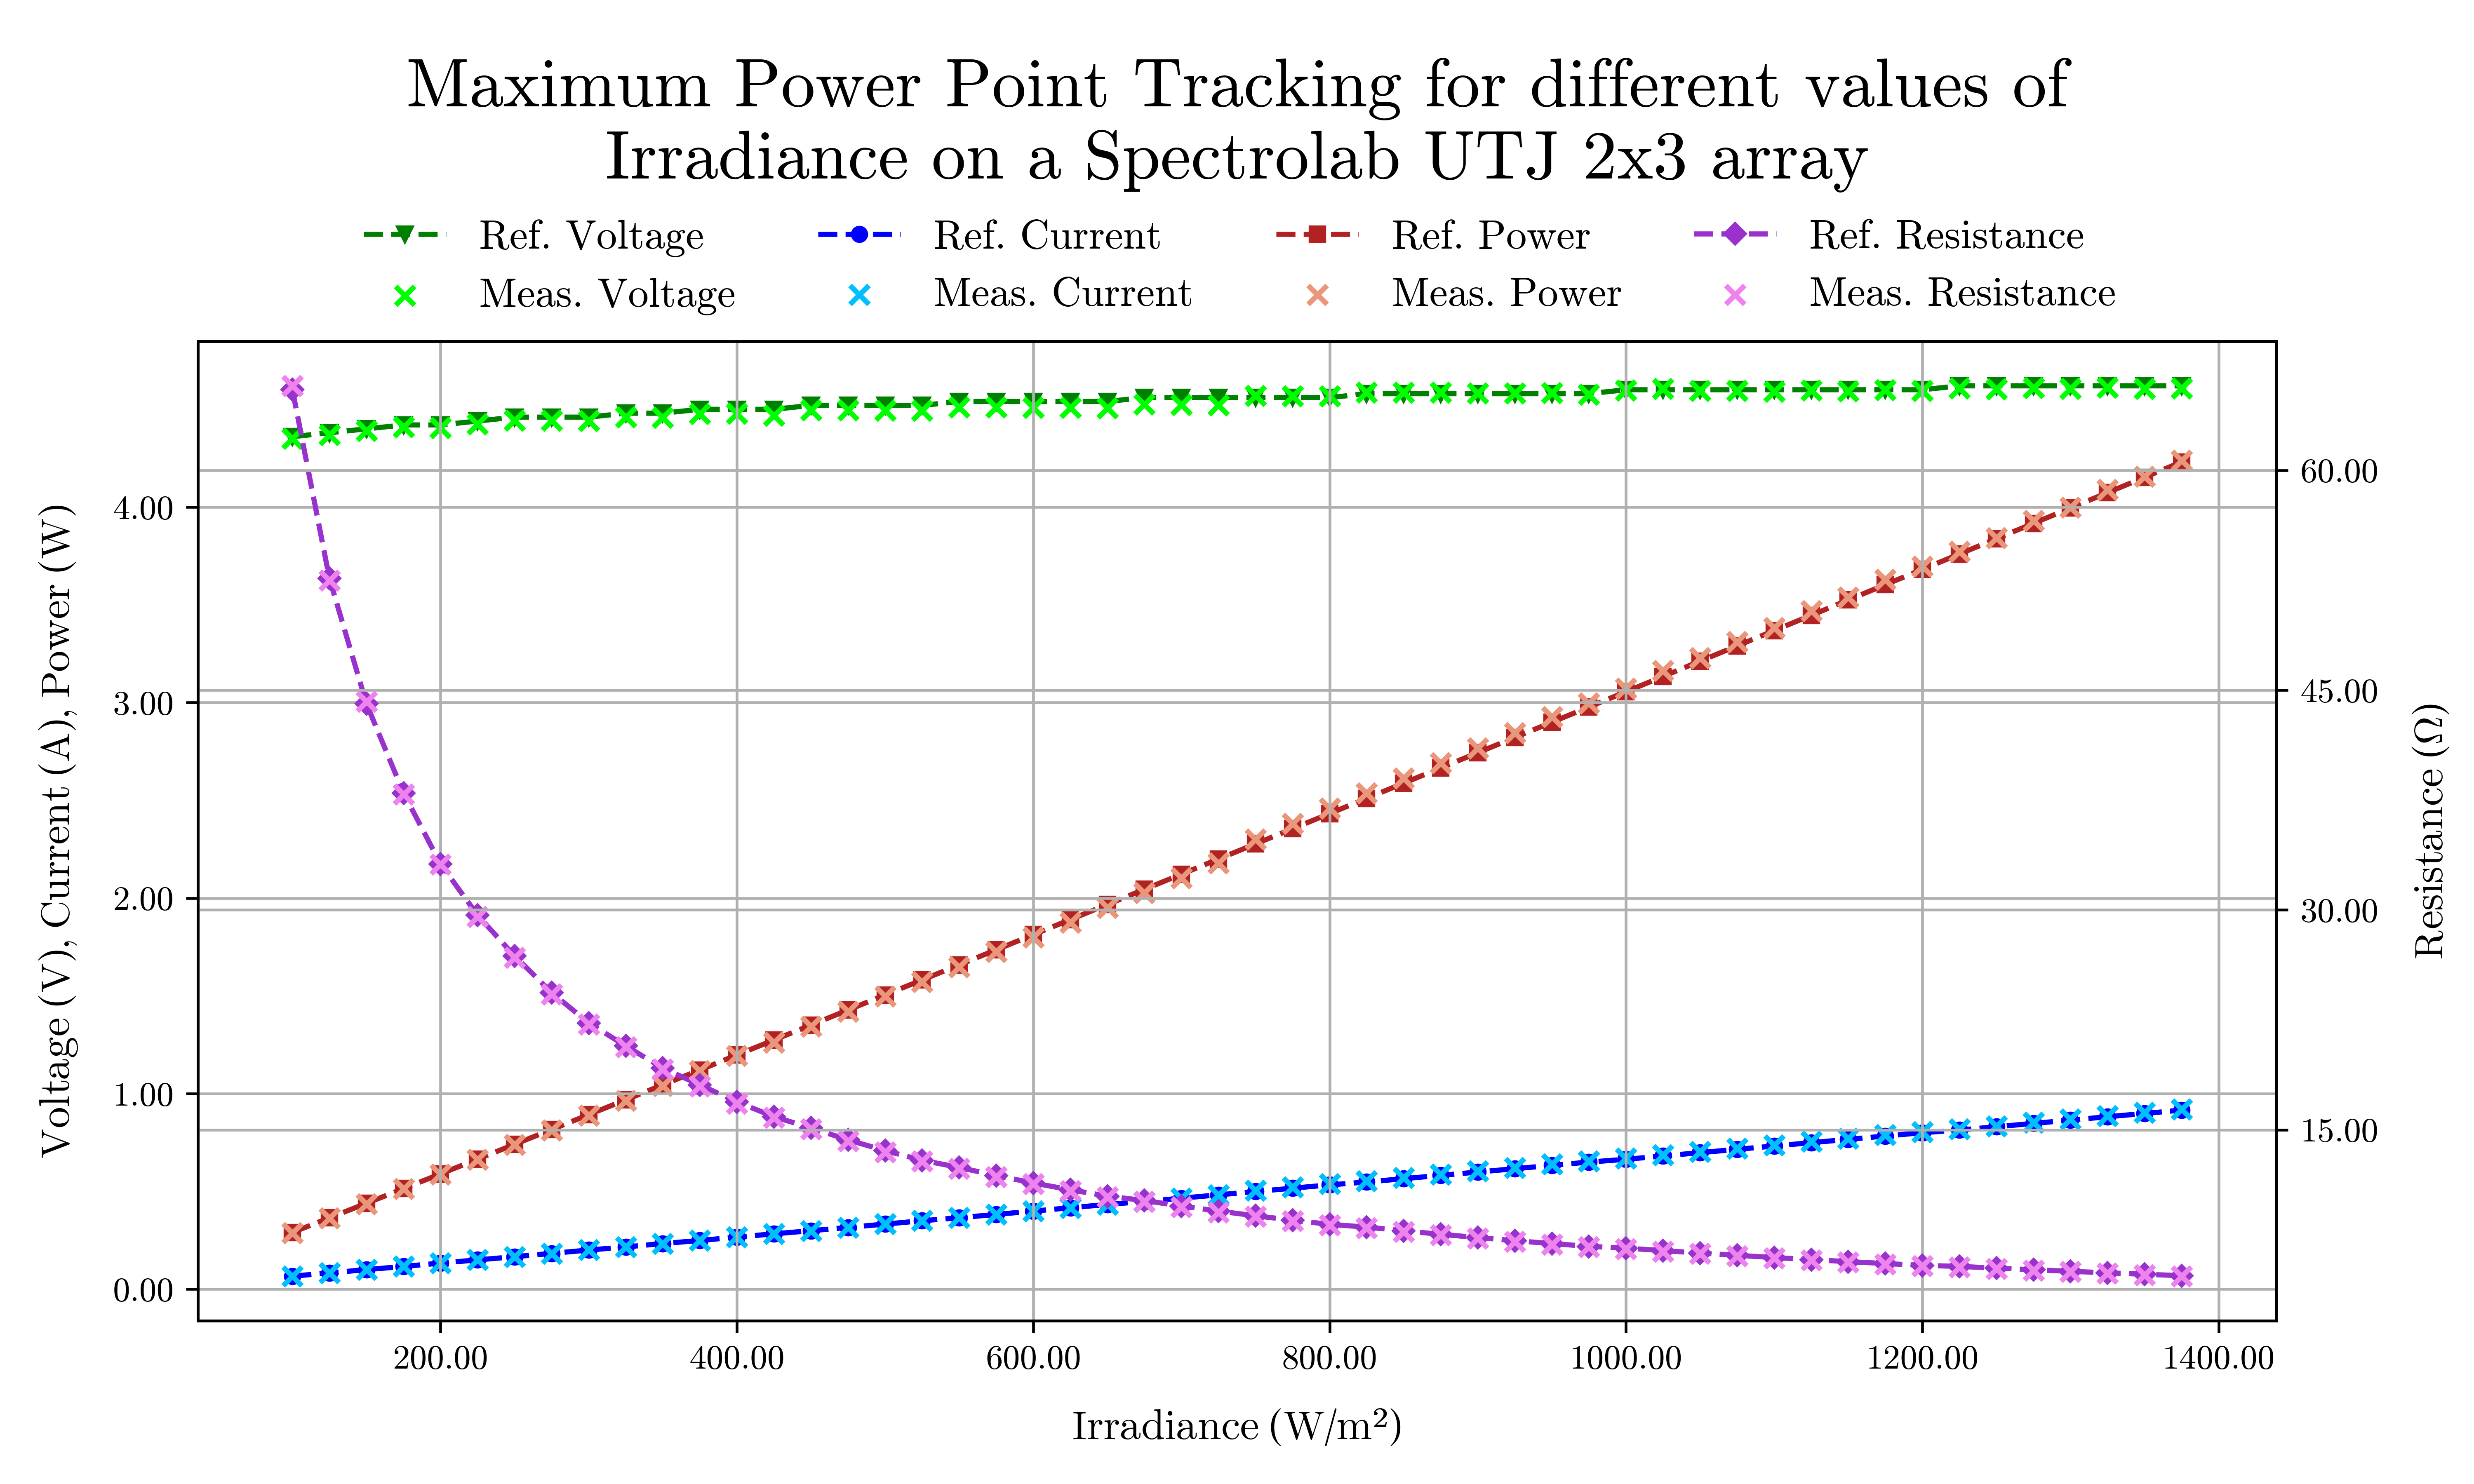 Maximum Power Point Tracking for different values of
Irradiance on a Spectrolab UTJ 2x3 array
Ref. Voltage
Meas. Voltage
Ref. Current
Meas. Current
Ref. Power
Meas. Power
Ref. Resistance
Meas. Resistance
Voltage (V), Current (A), Power (W)
4.00
3.00
2.00
1.00
0.00
60.00
45.00
30.00
15.00
Resistance (Ω)
200.00 400.00 600.00 800.00 1000.00 1200.00 1400.00
Irradiance (W/m²)